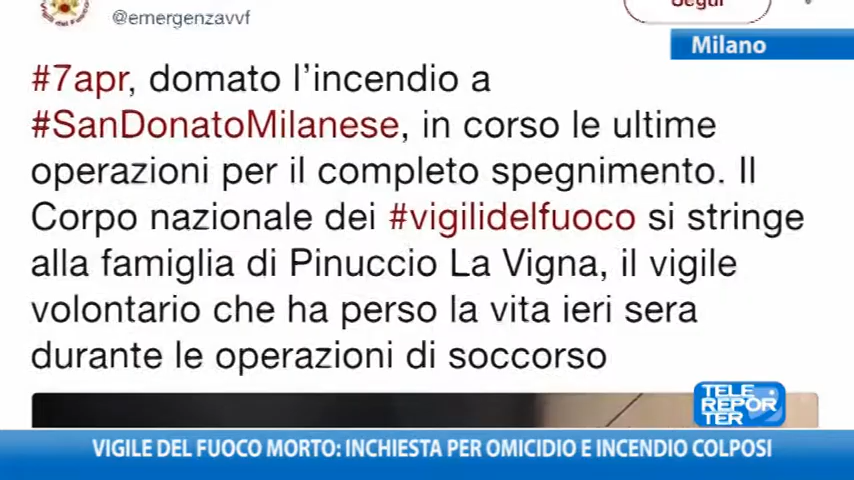 @emergenzavvf
Segui
Milano
#7apr, domato l'incendio a
#SanDonatoMilanese, in corso le ultime
operazioni per il completo spegnimento. Il
Corpo nazionale dei #vigilidelfuoco si stringe
alla famiglia di Pinuccio La Vigna, il vigile
volontario che ha perso la vita ieri sera
durante le operazioni di soccorso
TELE
REPOR
TER
VIGILE DEL FUOCO MORTO: INCHIESTA PER OMICIDIO E INCENDIO COLPOSI